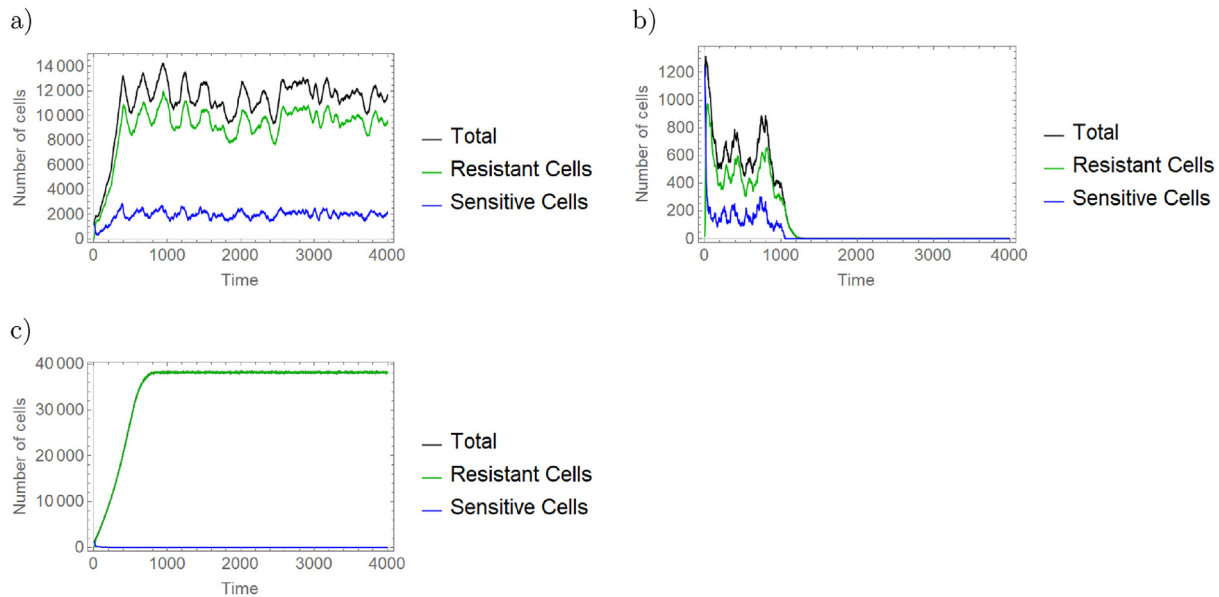 a)
Number of cells
14 000
12 000
10 000
8000
6000
4000
2000
0
0 1000 2000 3000 4000
Time
Total
Resistant Cells
Sensitive Cells
b)
Number of cells
1200
1000
800
600
400
200
0
0 1000 2000 3000 4000
Time
Total
Resistant Cells
Sensitive Cells
c)
Number of cells
40 000
30 000
20 000
10 000
0
0 1000 2000 3000 4000
Time
Total
Resistant Cells
Sensitive Cells